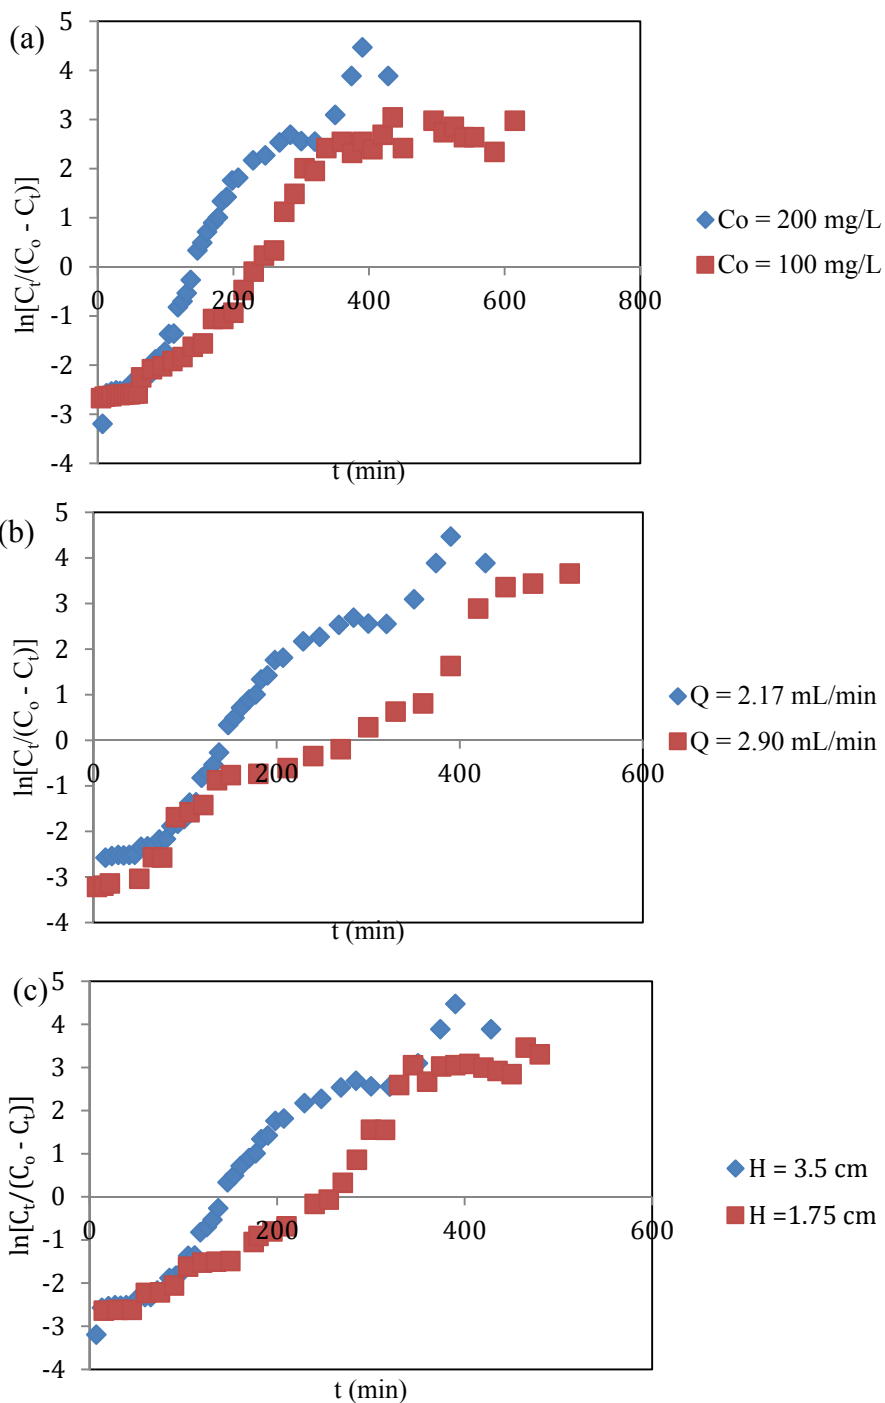 (a)
5
4
3
2
1
0
-1
-2
-3
-4
0
200
400
600
800
ln[Ct/(Co - Ct)]
t (min)
Co = 200 mg/L
Co = 100 mg/L
(b)
5
4
3
2
1
0
-1
-2
-3
-4
0
200
400
600
ln[Ct/(Co - Ct)]
t (min)
Q = 2.17 mL/min
Q = 2.90 mL/min
(c)
5
4
3
2
1
0
-1
-2
-3
-4
0
200
400
600
ln[Ct/(Co - Ct)]
t (min)
H = 3.5 cm
H =1.75 cm